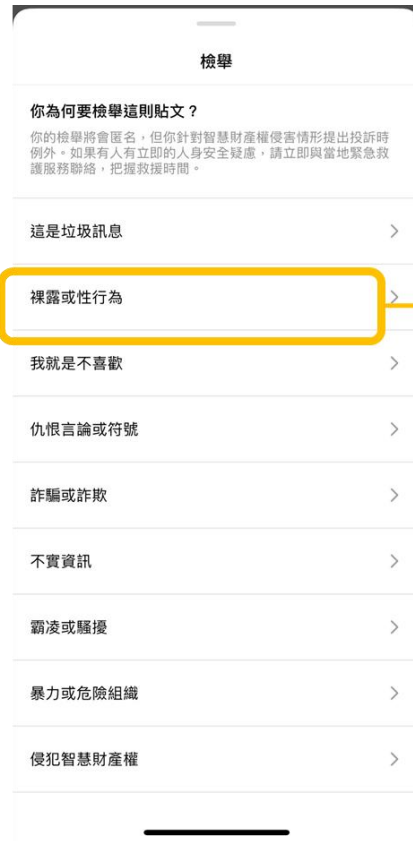 檢舉
你為何要檢舉這則貼文？
你的檢舉將會匿名，但你針對智慧財產權侵害情形提出投訴時
例外。如果有人有立即的人身安全疑慮，請立即與當地緊急救
護服務聯絡，把握救援時間。
這是垃圾訊息
裸露或性行為
我就是不喜歡
仇恨言論或符號
詐騙或詐欺
不實資訊
霸凌或騷擾
暴力或危險組織
侵犯智慧財產權